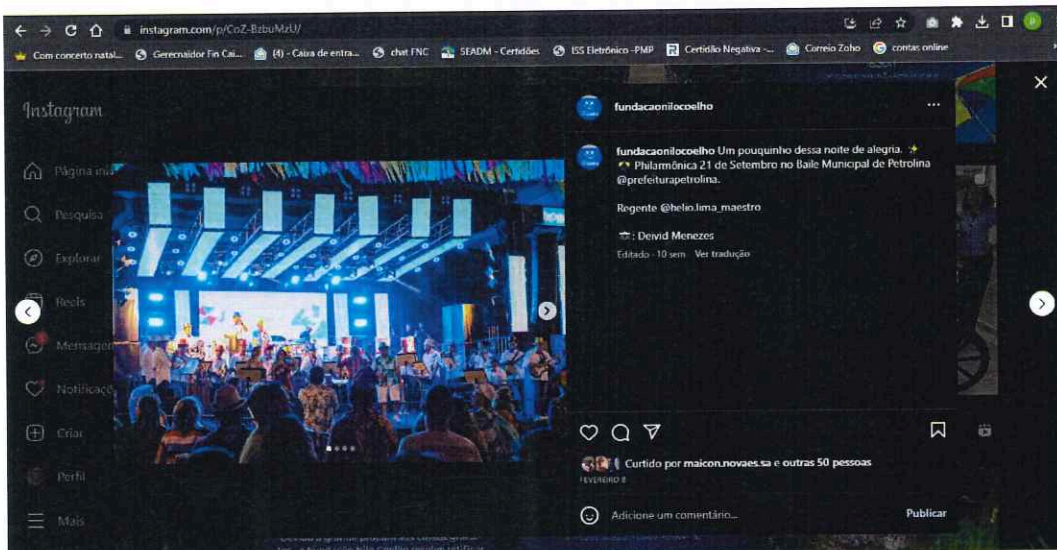 instagram.com/p/CoZ-BzbuMzU/
Com concerto natal...
Gerenciador Fin Cai...
(4) - Caixa de entra...
chat FNC
SEADM - Certidões
ISS Eletrônico -PMP
Certidão Negativa -...
Correio Zoho
contas online
Instagram
Página ini
Pesquisa
Explorar
Reels
Mensagen
Notificaçõ
Criar
Perfil
Mais
fundacaonilocoelho
fundacaonilocoelho Um pouquinho dessa noite de alegria.
Philarmônica 21 de Setembro no Baile Municipal de Petrolina
@prefeiturapetrolina.
Regente @helio.lima_maestro
: Deivid Menezes
Editado · 10 sem Ver tradução
Curtido por maicon.novaes.sa e outras 50 pessoas
FEVEREIRO 8
Adicione um comentário...
Publicar